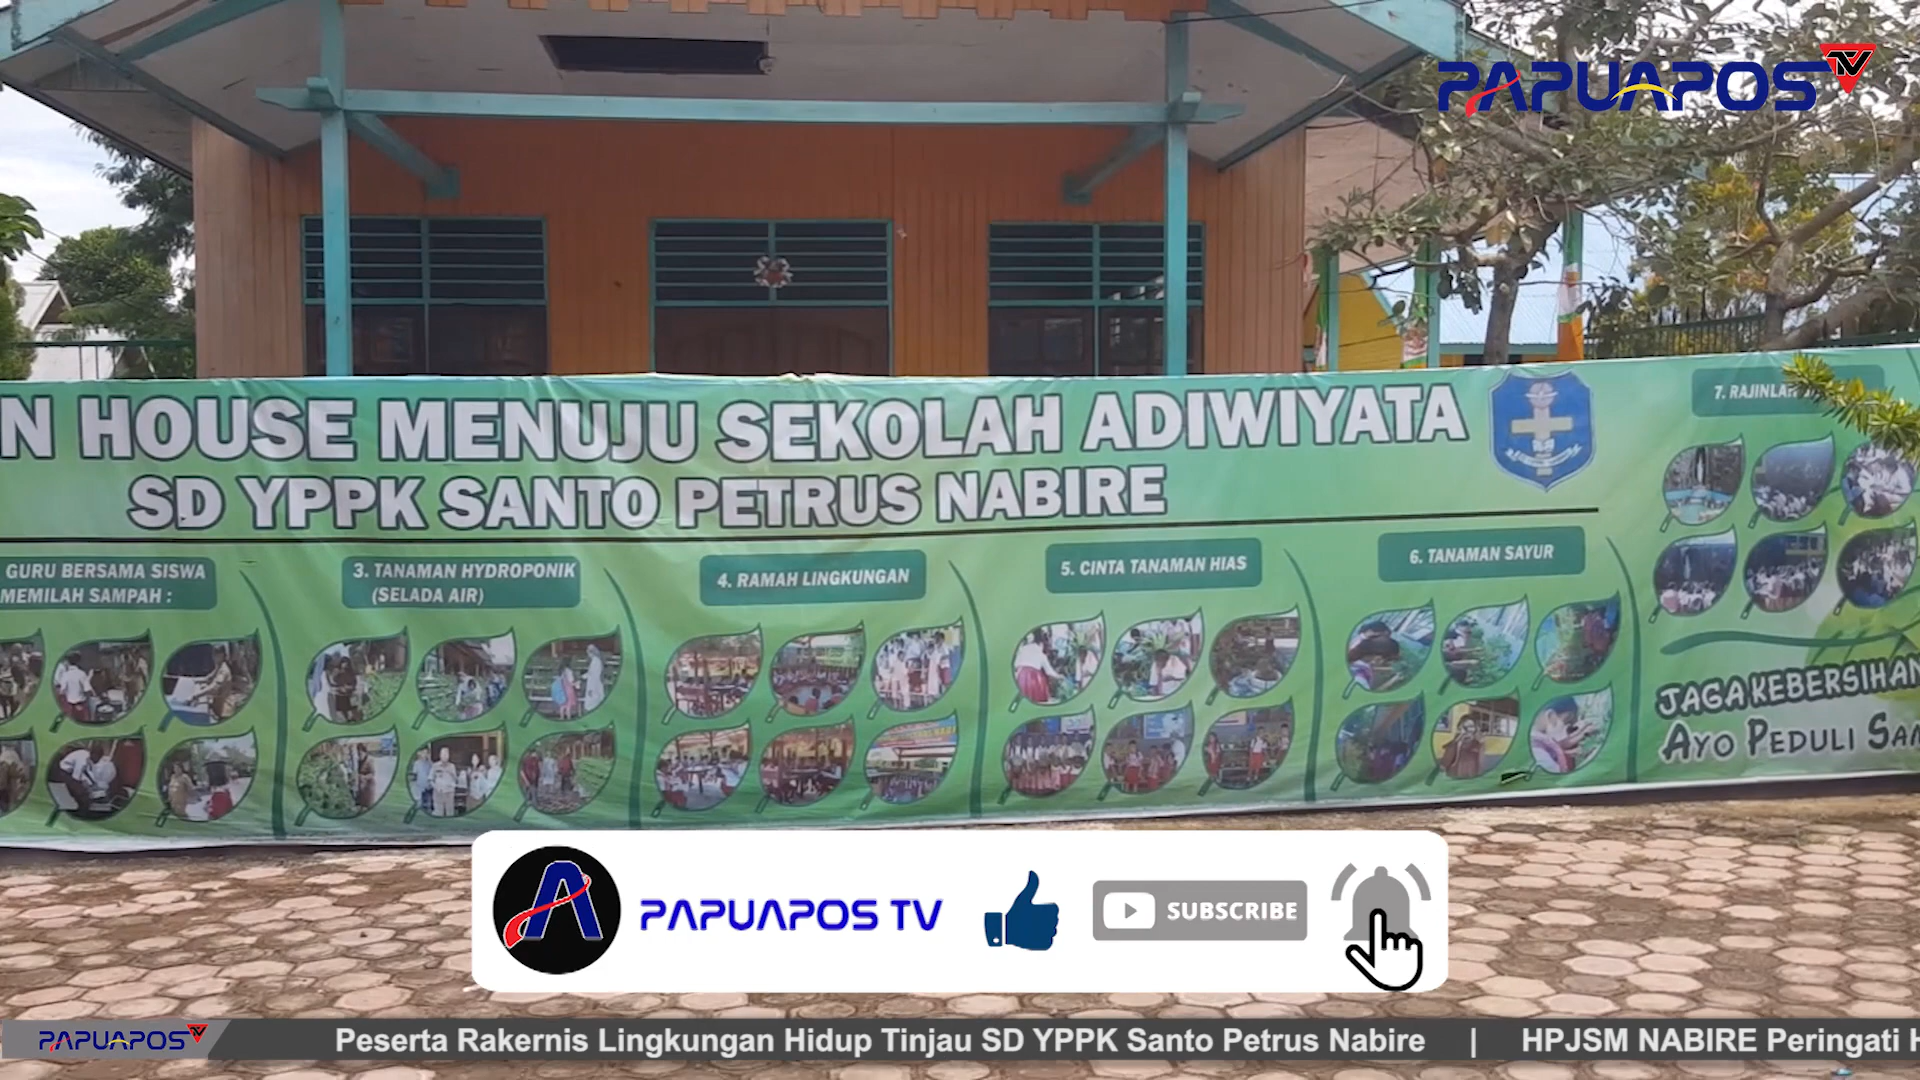 PAPUAPOS TV
N HOUSE MENUJU SEKOLAH ADIWIYATA
SD YPPK SANTO PETRUS NABIRE
GURU BERSAMA SISWA
MEMILAH SAMPAH :
3. TANAMAN HYDROPONIK
(SELADA AIR)
4. RAMAH LINGKUNGAN
5. CINTA TANAMAN HIAS
6. TANAMAN SAYUR
7. RAJINLAH
JAGA KEBERSIHAN
AYO PEDULI SAM
PAPUAPOS TV
SUBSCRIBE
PAPUAPOS TV
Peserta Rakernis Lingkungan Hidup Tinjau SD YPPK Santo Petrus Nabire | HPJSM NABIRE Peringati H